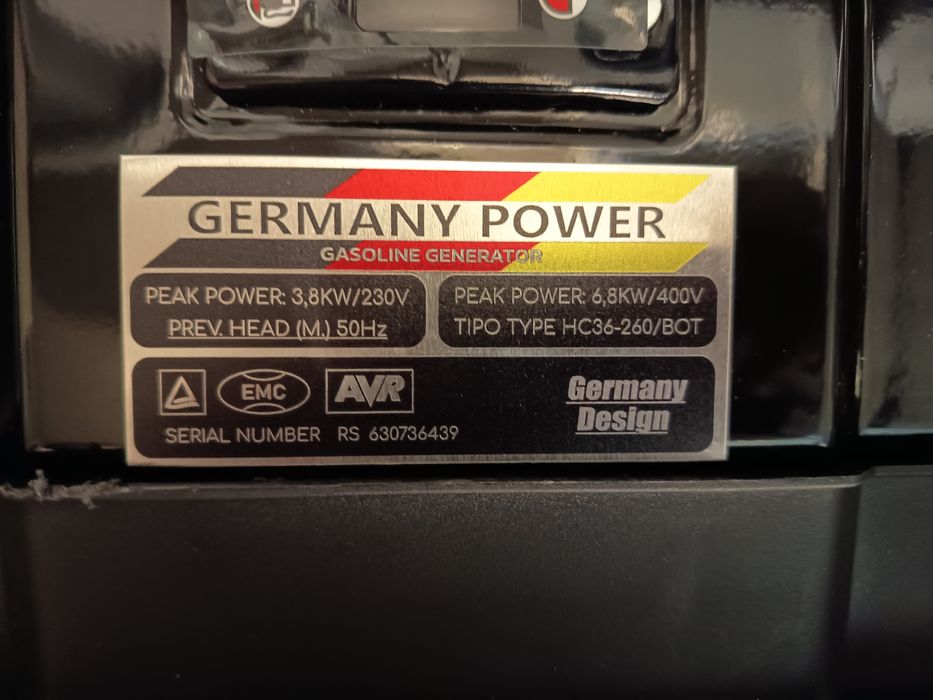 GERMANY POWER
GASOLINE GENERATOR
PEAK POWER: 3,8KW/230V
PREV. HEAD (M.) 50Hz
PEAK POWER: 6,8KW/400V
TIPO TYPE HC36-260/BOT
EMC
AVR
Germany
Design
SERIAL NUMBER RS 630736439